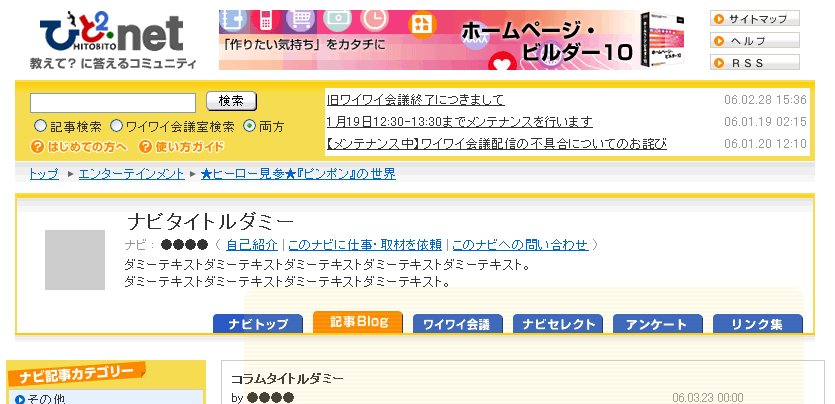 ひと2.net
HITOBITO
教えて?に答えるコミュニティ
「作りたい気持ち」をカタチに
ホームページ・
ビルダー10
サイトマップ
ヘルプ
RSS
検索
記事検索 ワイワイ会議室検索 両方
はじめての方へ 使い方ガイド
旧ワイワイ会議終了につきまして 06.02.28 15:36
1月19日12:30-13:30までメンテナンスを行います 06.01.19 02:15
【メンテナンス中】ワイワイ会議配信の不具合についてのお詫び 06.01.20 12:10
トップ ▶ エンターテインメント ▶ ★ヒーロー見参★『ピンポン』の世界
ナビタイトルダミー
ナビ: ●●●● ( 自己紹介 | このナビに仕事・取材を依頼 | このナビへの問い合わせ )
ダミーテキストダミーテキストダミーテキストダミーテキストダミーテキスト。
ダミーテキストダミーテキストダミーテキストダミーテキスト。
ナビトップ 記事Blog ワイワイ会議 ナビセレクト アンケート リンク集
ナビ記事カテゴリー
その他
コラムタイトルダミー
by ●●●● 06.03.23 00:00